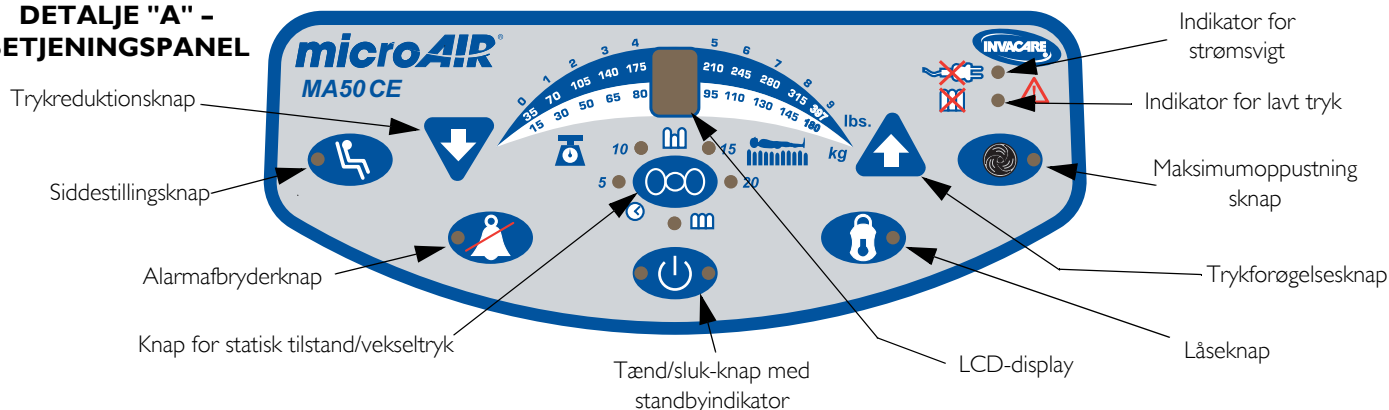 DETALJE "A" –
BETJENINGSPANEL
Indikator for
strømsvigt
microAIR®
MA50 CE
INVACARE
0 1 2 3 4 5 6 7 8 9
35 70 105 140 175 210 245 280 315 397 lbs.
15 30 50 65 80 95 110 130 145 180 kg
Trykreduktionsknap
Indikator for lavt tryk
10 15
5 20
Siddestillingsknap
Maksimumoppustning
sknap
Alarmafbryderknap
Trykforøgelsesknap
Knap for statisk tilstand/vekseltryk
Tænd/sluk-knap med
standbyindikator
LCD-display
Låseknap